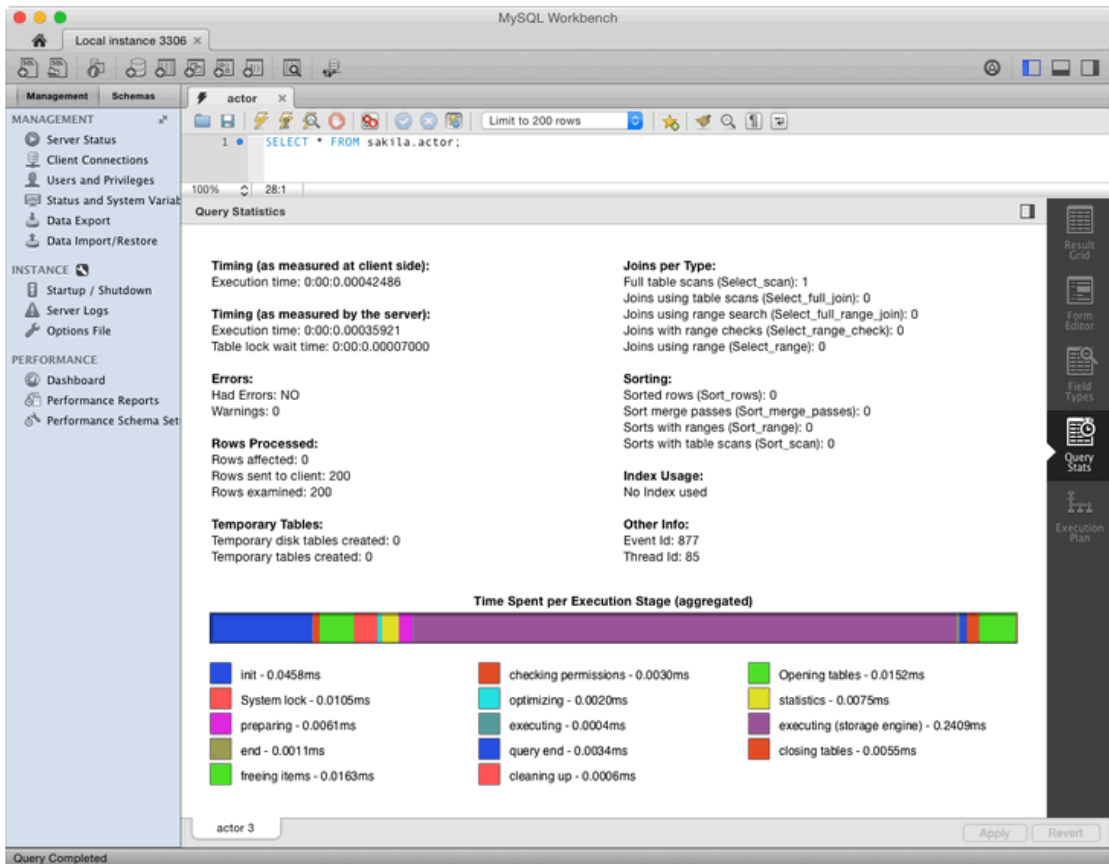 MySQL Workbench
Local instance 3306
Management Schemas
MANAGEMENT
Server Status
Client Connections
Users and Privileges
Status and System Variab
Data Export
Data Import/Restore
INSTANCE
Startup / Shutdown
Server Logs
Options File
PERFORMANCE
Dashboard
Performance Reports
Performance Schema Set
actor
Limit to 200 rows
1 SELECT * FROM sakila.actor;
100% 28:1
Query Statistics
Timing (as measured at client side):
Execution time: 0:00:0.00042486
Timing (as measured by the server):
Execution time: 0:00:0.00035921
Table lock wait time: 0:00:0.00007000
Errors:
Had Errors: NO
Warnings: 0
Rows Processed:
Rows affected: 0
Rows sent to client: 200
Rows examined: 200
Temporary Tables:
Temporary disk tables created: 0
Temporary tables created: 0
Joins per Type:
Full table scans (Select_scan): 1
Joins using table scans (Select_full_join): 0
Joins using range search (Select_full_range_join): 0
Joins with range checks (Select_range_check): 0
Joins using range (Select_range): 0
Sorting:
Sorted rows (Sort_rows): 0
Sort merge passes (Sort_merge_passes): 0
Sorts with ranges (Sort_range): 0
Sorts with table scans (Sort_scan): 0
Index Usage:
No Index used
Other Info:
Event Id: 877
Thread Id: 85
Time Spent per Execution Stage (aggregated)
init - 0.0458ms
checking permissions - 0.0030ms
Opening tables - 0.0152ms
System lock - 0.0105ms
optimizing - 0.0020ms
statistics - 0.0075ms
preparing - 0.0061ms
executing - 0.0004ms
executing (storage engine) - 0.2409ms
end - 0.0011ms
query end - 0.0034ms
closing tables - 0.0055ms
freeing items - 0.0163ms
cleaning up - 0.0006ms
Result
Grid
Form
Editor
Field
Types
Query
Stats
Execution
Plan
actor 3
Apply
Revert
Query Completed